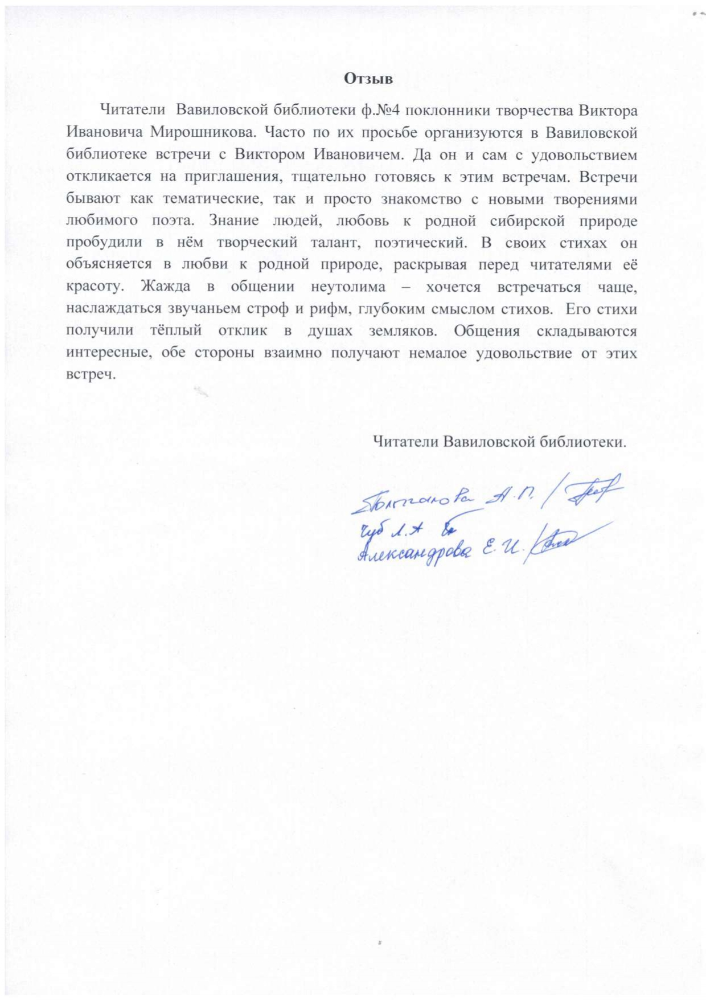 Отзыв
Читатели Вавиловской библиотеки ф.№4 поклонники творчества Виктора
Ивановича Мирошникова. Часто по их просьбе организуются в Вавиловской
библиотеке встречи с Виктором Ивановичем. Да он и сам с удовольствием
откликается на приглашения, тщательно готовясь к этим встречам. Встречи
бывают как тематические, так и просто знакомство с новыми творениями
любимого поэта. Знание людей, любовь к родной сибирской природе
пробудили в нём творческий талант, поэтический. В своих стихах он
объясняется в любви к родной природе, раскрывая перед читателями её
красоту. Жажда в общении неутолима – хочется встречаться чаще,
наслаждаться звучаньем строф и рифм, глубоким смыслом стихов. Его стихи
получили тёплый отклик в душах земляков. Общения складываются
интересные, обе стороны взаимно получают немалое удовольствие от этих
встреч.
Читатели Вавиловской библиотеки.
А.П. /
Чуб Л.А
Александрова Е.И. /